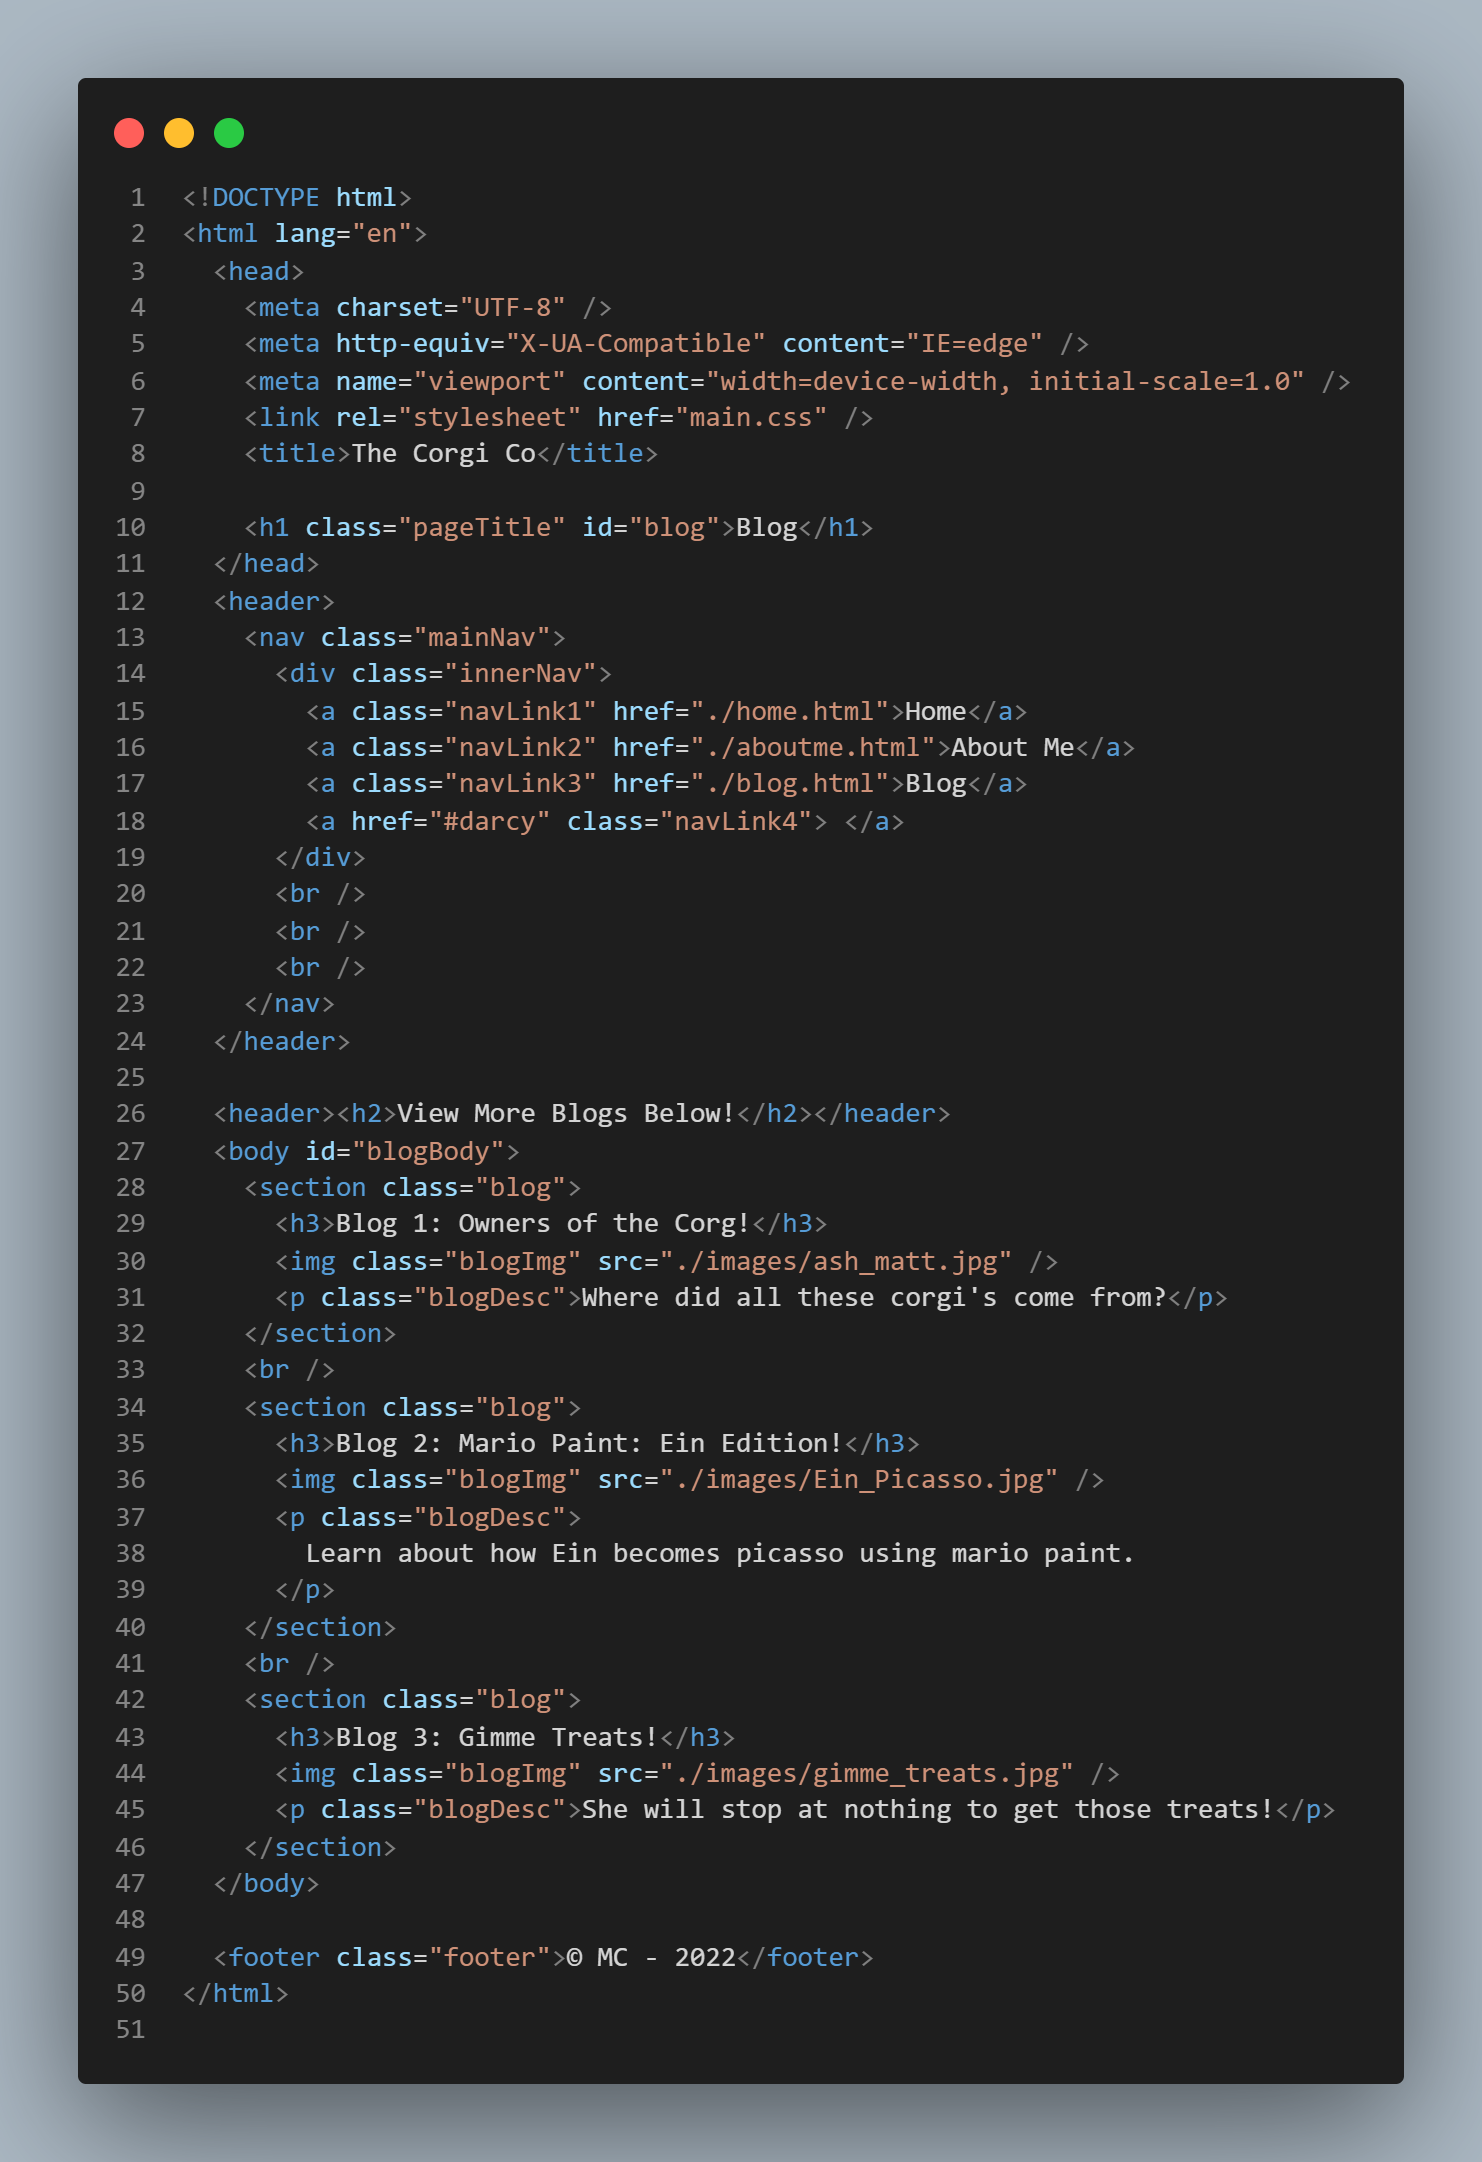 1 <!DOCTYPE html>
2 <html lang="en">
3   <head>
4     <meta charset="UTF-8" />
5     <meta http-equiv="X-UA-Compatible" content="IE=edge" />
6     <meta name="viewport" content="width=device-width, initial-scale=1.0" />
7     <link rel="stylesheet" href="main.css" />
8     <title>The Corgi Co</title>
9
10     <h1 class="pageTitle" id="blog">Blog</h1>
11   </head>
12   <header>
13     <nav class="mainNav">
14       <div class="innerNav">
15         <a class="navLink1" href="./home.html">Home</a>
16         <a class="navLink2" href="./aboutme.html">About Me</a>
17         <a class="navLink3" href="./blog.html">Blog</a>
18         <a href="#darcy" class="navLink4"> </a>
19       </div>
20       <br />
21       <br />
22       <br />
23     </nav>
24   </header>
25
26   <header><h2>View More Blogs Below!</h2></header>
27   <body id="blogBody">
28     <section class="blog">
29       <h3>Blog 1: Owners of the Corg!</h3>
30       <img class="blogImg" src="./images/ash_matt.jpg" />
31       <p class="blogDesc">Where did all these corgi's come from?</p>
32     </section>
33     <br />
34     <section class="blog">
35       <h3>Blog 2: Mario Paint: Ein Edition!</h3>
36       <img class="blogImg" src="./images/Ein_Picasso.jpg" />
37       <p class="blogDesc">
38         Learn about how Ein becomes picasso using mario paint.
39       </p>
40     </section>
41     <br />
42     <section class="blog">
43       <h3>Blog 3: Gimme Treats!</h3>
44       <img class="blogImg" src="./images/gimme_treats.jpg" />
45       <p class="blogDesc">She will stop at nothing to get those treats!</p>
46     </section>
47   </body>
48
49   <footer class="footer">© MC - 2022</footer>
50 </html>
51